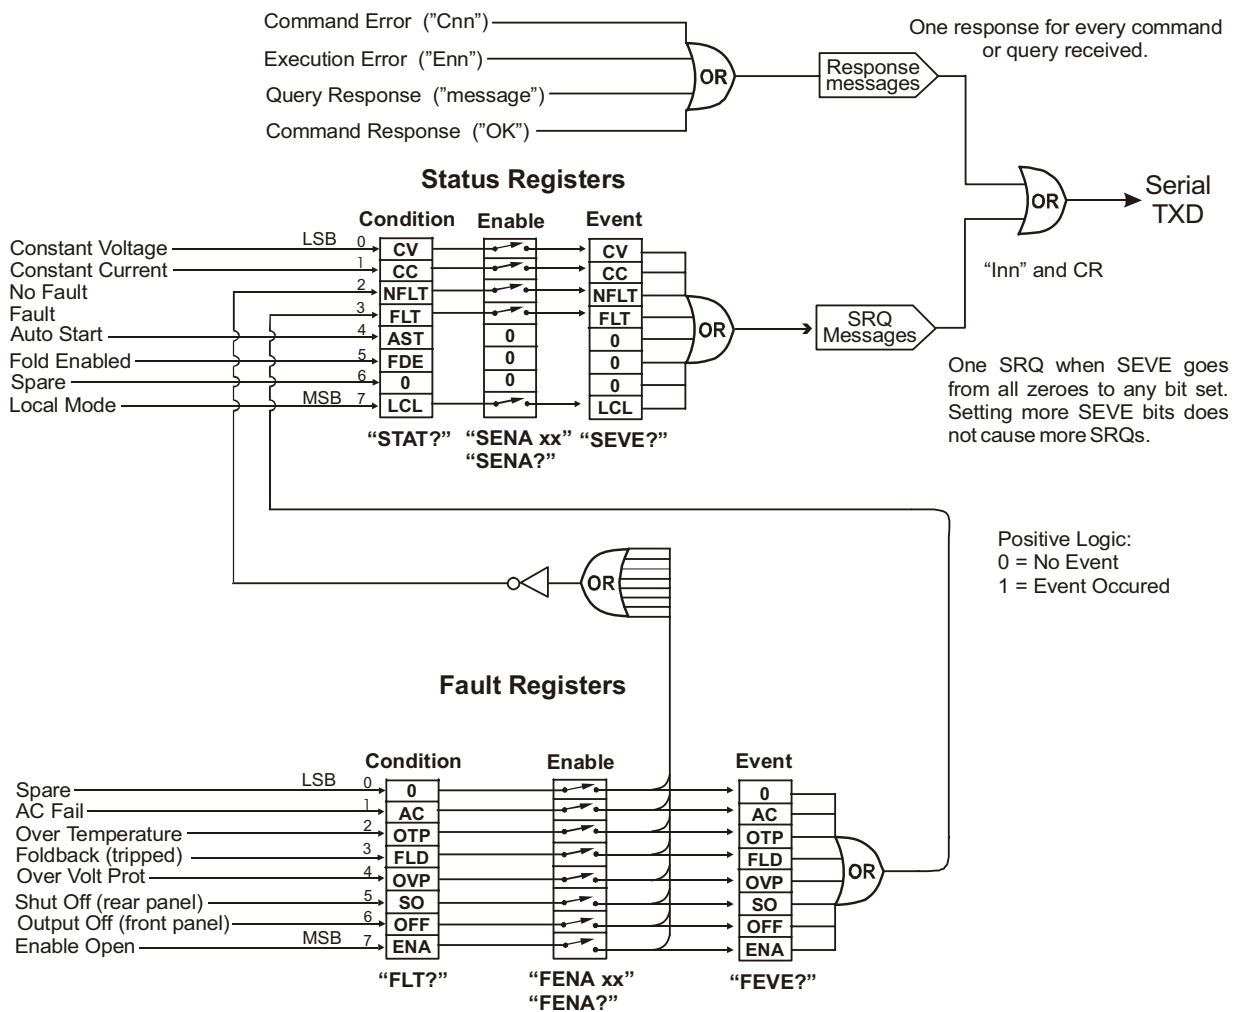 Command Error (”Cnn”)
Execution Error (”Enn”)
Query Response (”message”)
Command Response (”OK”)
OR
Response
messages
One response for every command
or query received.
OR
Serial
TXD
“Inn” and CR
Status Registers
Condition Enable Event
Constant Voltage LSB 0 CV CV
Constant Current 1 CC CC
No Fault 2 NFLT NFLT
Fault 3 FLT FLT
Auto Start 4 AST 0 0
Fold Enabled 5 FDE 0 0
Spare 6 0 0 0
Local Mode MSB 7 LCL LCL
“STAT?” “SENA xx” “SEVE?”
“SENA?”
OR
SRQ
Messages
One SRQ when SEVE goes
from all zeroes to any bit set.
Setting more SEVE bits does
not cause more SRQs.
Positive Logic:
0 = No Event
1 = Event Occured
OR
Fault Registers
Condition Enable Event
Spare LSB 0 0 0
AC Fail 1 AC AC
Over Temperature 2 OTP OTP
Foldback (tripped) 3 FLD FLD
Over Volt Prot 4 OVP OVP
Shut Off (rear panel) 5 SO SO
Output Off (front panel) 6 OFF OFF
Enable Open MSB 7 ENA ENA
OR
“FLT?” “FENA xx” “FEVE?”
“FENA?”